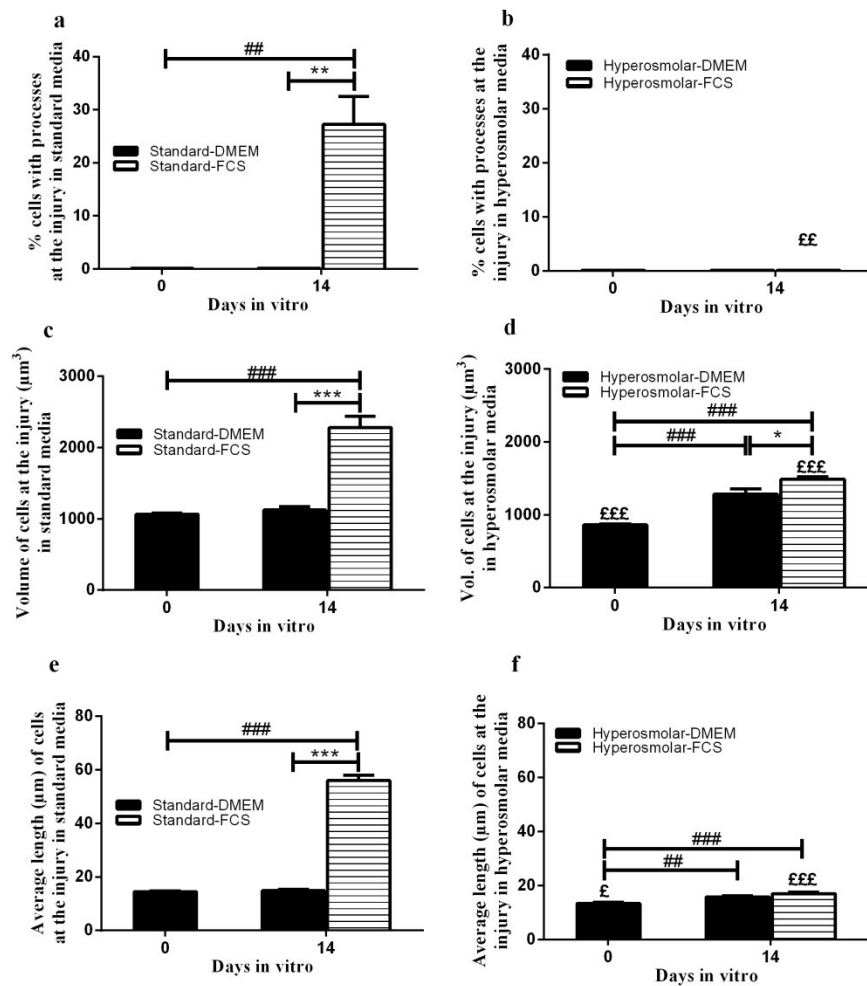 a
% cells with processes
at the injury in standard media
40
30
20
10
0
##
**
Standard-DMEM
Standard-FCS
0
14
Days in vitro
b
% cells with processes at the
injury in hyperosmolar media
40
30
20
10
0
Hyperosmolar-DMEM
Hyperosmolar-FCS
££
0
14
Days in vitro
c
Volume of cells at the injury (µm³)
in standard media
3000
2000
1000
0
###
***
Standard-DMEM
Standard-FCS
0
14
Days in vitro
d
Vol. of cells at the injury (µm³)
in hyperosmolar media
3000
2000
1000
0
Hyperosmolar-DMEM
Hyperosmolar-FCS
###
###
*
£££
£££
0
14
Days in vitro
e
Average length (µm) of cells
at the injury in standard media
80
60
40
20
0
###
***
Standard-DMEM
Standard-FCS
0
14
Days in vitro
f
Average length (µm) of cells at the
injury in hyperosmolar media
80
60
40
20
0
Hyperosmolar-DMEM
Hyperosmolar-FCS
###
##
£
£££
0
14
Days in vitro